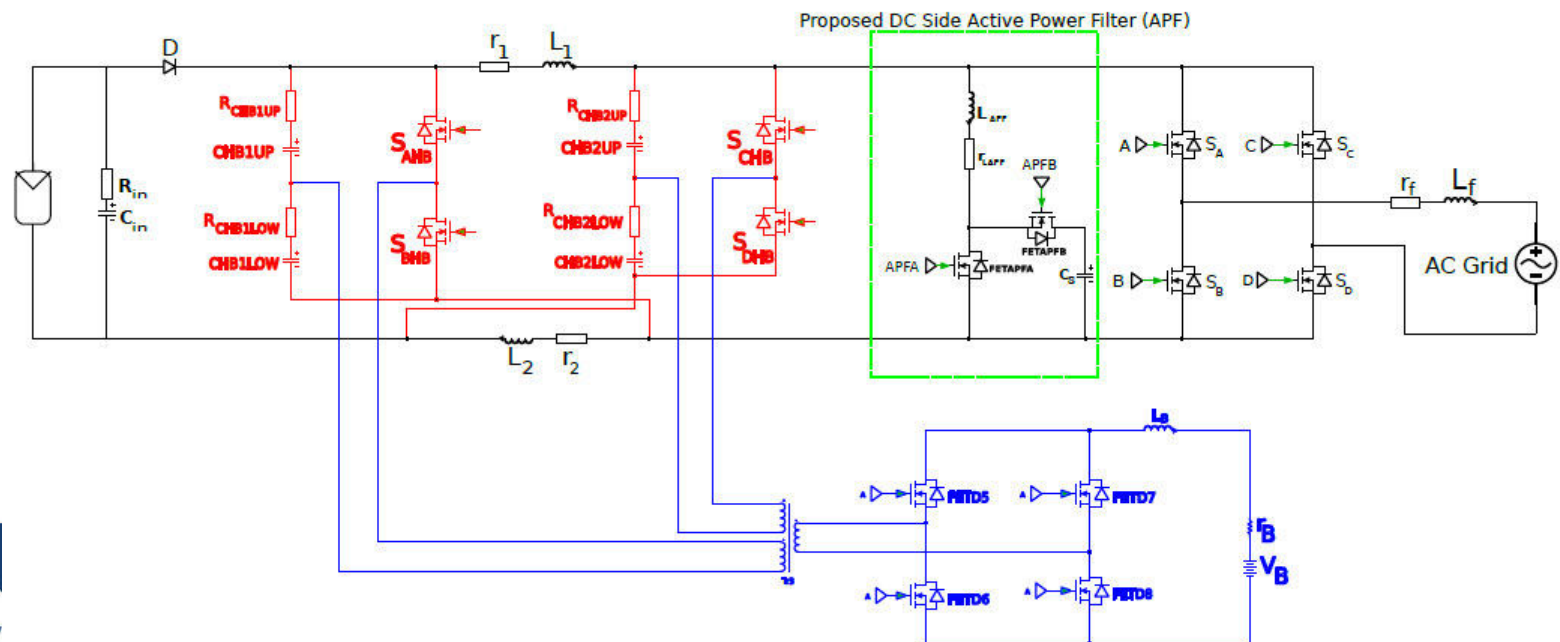 Proposed DC Side Active Power Filter (APF)
D
r1
L1
RCHB1UP
CHB1UP
SAHB
RCHB2UP
CHB2UP
SCHB
LAPF
rLAPF
APFB
A
SA
C
SC
Rin
Cin
RCHB1LOW
CHB1LOW
SBHB
RCHB2LOW
CHB2LOW
SDHB
FETAPFB
APFA
FETAPFA
CS
B
SB
D
SD
rf
Lf
AC Grid
L2
r2
LB
A
FETD5
A
FETD7
rB
VB
A
FETD6
A
FETD8